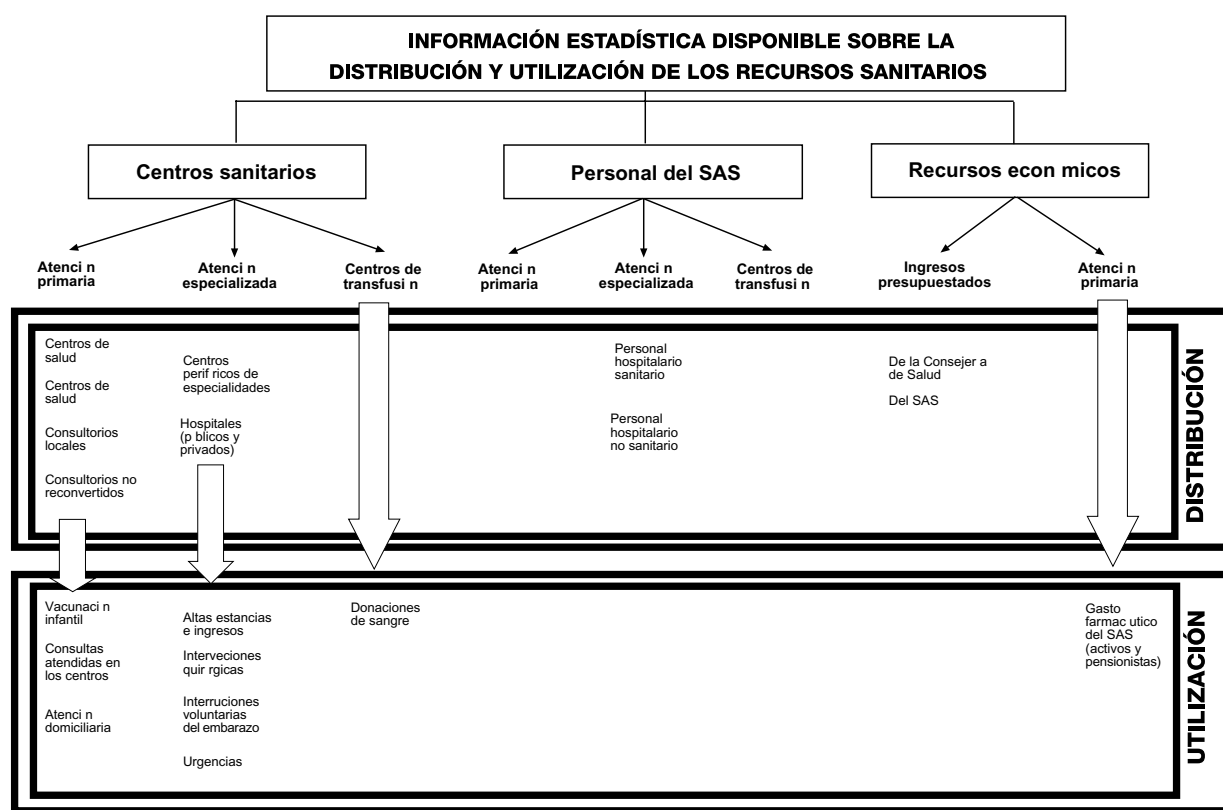 INFORMACIÓN ESTADÍSTICA DISPONIBLE SOBRE LA
DISTRIBUCIÓN Y UTILIZACIÓN DE LOS RECURSOS SANITARIOS
Centros sanitarios
Personal del SAS
Recursos econ micos
Atenci n
primaria
Atenci n
especializada
Centros de
transfusi n
Atenci n
primaria
Atenci n
especializada
Centros de
transfusi n
Ingresos
presupuestados
Atenci n
primaria
Centros de
salud
Centros de
salud
Consultorios
locales
Consultorios no
reconvertidos
Centros
perif ricos de
especialidades
Hospitales
(p blicos y
privados)
Personal
hospitalario
sanitario
Personal
hospitalario
no sanitario
De la Consejer a
de Salud
Del SAS
DISTRIBUCIÓN
Vacunaci n
infantil
Consultas
atendidas en
los centros
Atenci n
domiciliaria
Altas estancias
e ingresos
Interveciones
quir rgicas
Interruciones
voluntarias
del embarazo
Urgencias
Donaciones
de sangre
Gasto
farmac utico
del SAS
(activos y
pensionistas)
UTILIZACIÓN